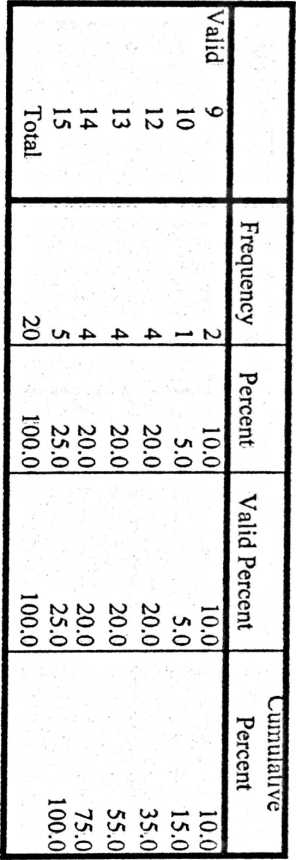 Frequency Percent Valid Percent Cumulative Percent
Valid 9 2 10.0 10.0 10.0
10 1 5.0 5.0 15.0
12 4 20.0 20.0 35.0
13 4 20.0 20.0 55.0
14 4 20.0 20.0 75.0
15 5 25.0 25.0 100.0
Total 20 100.0 100.0